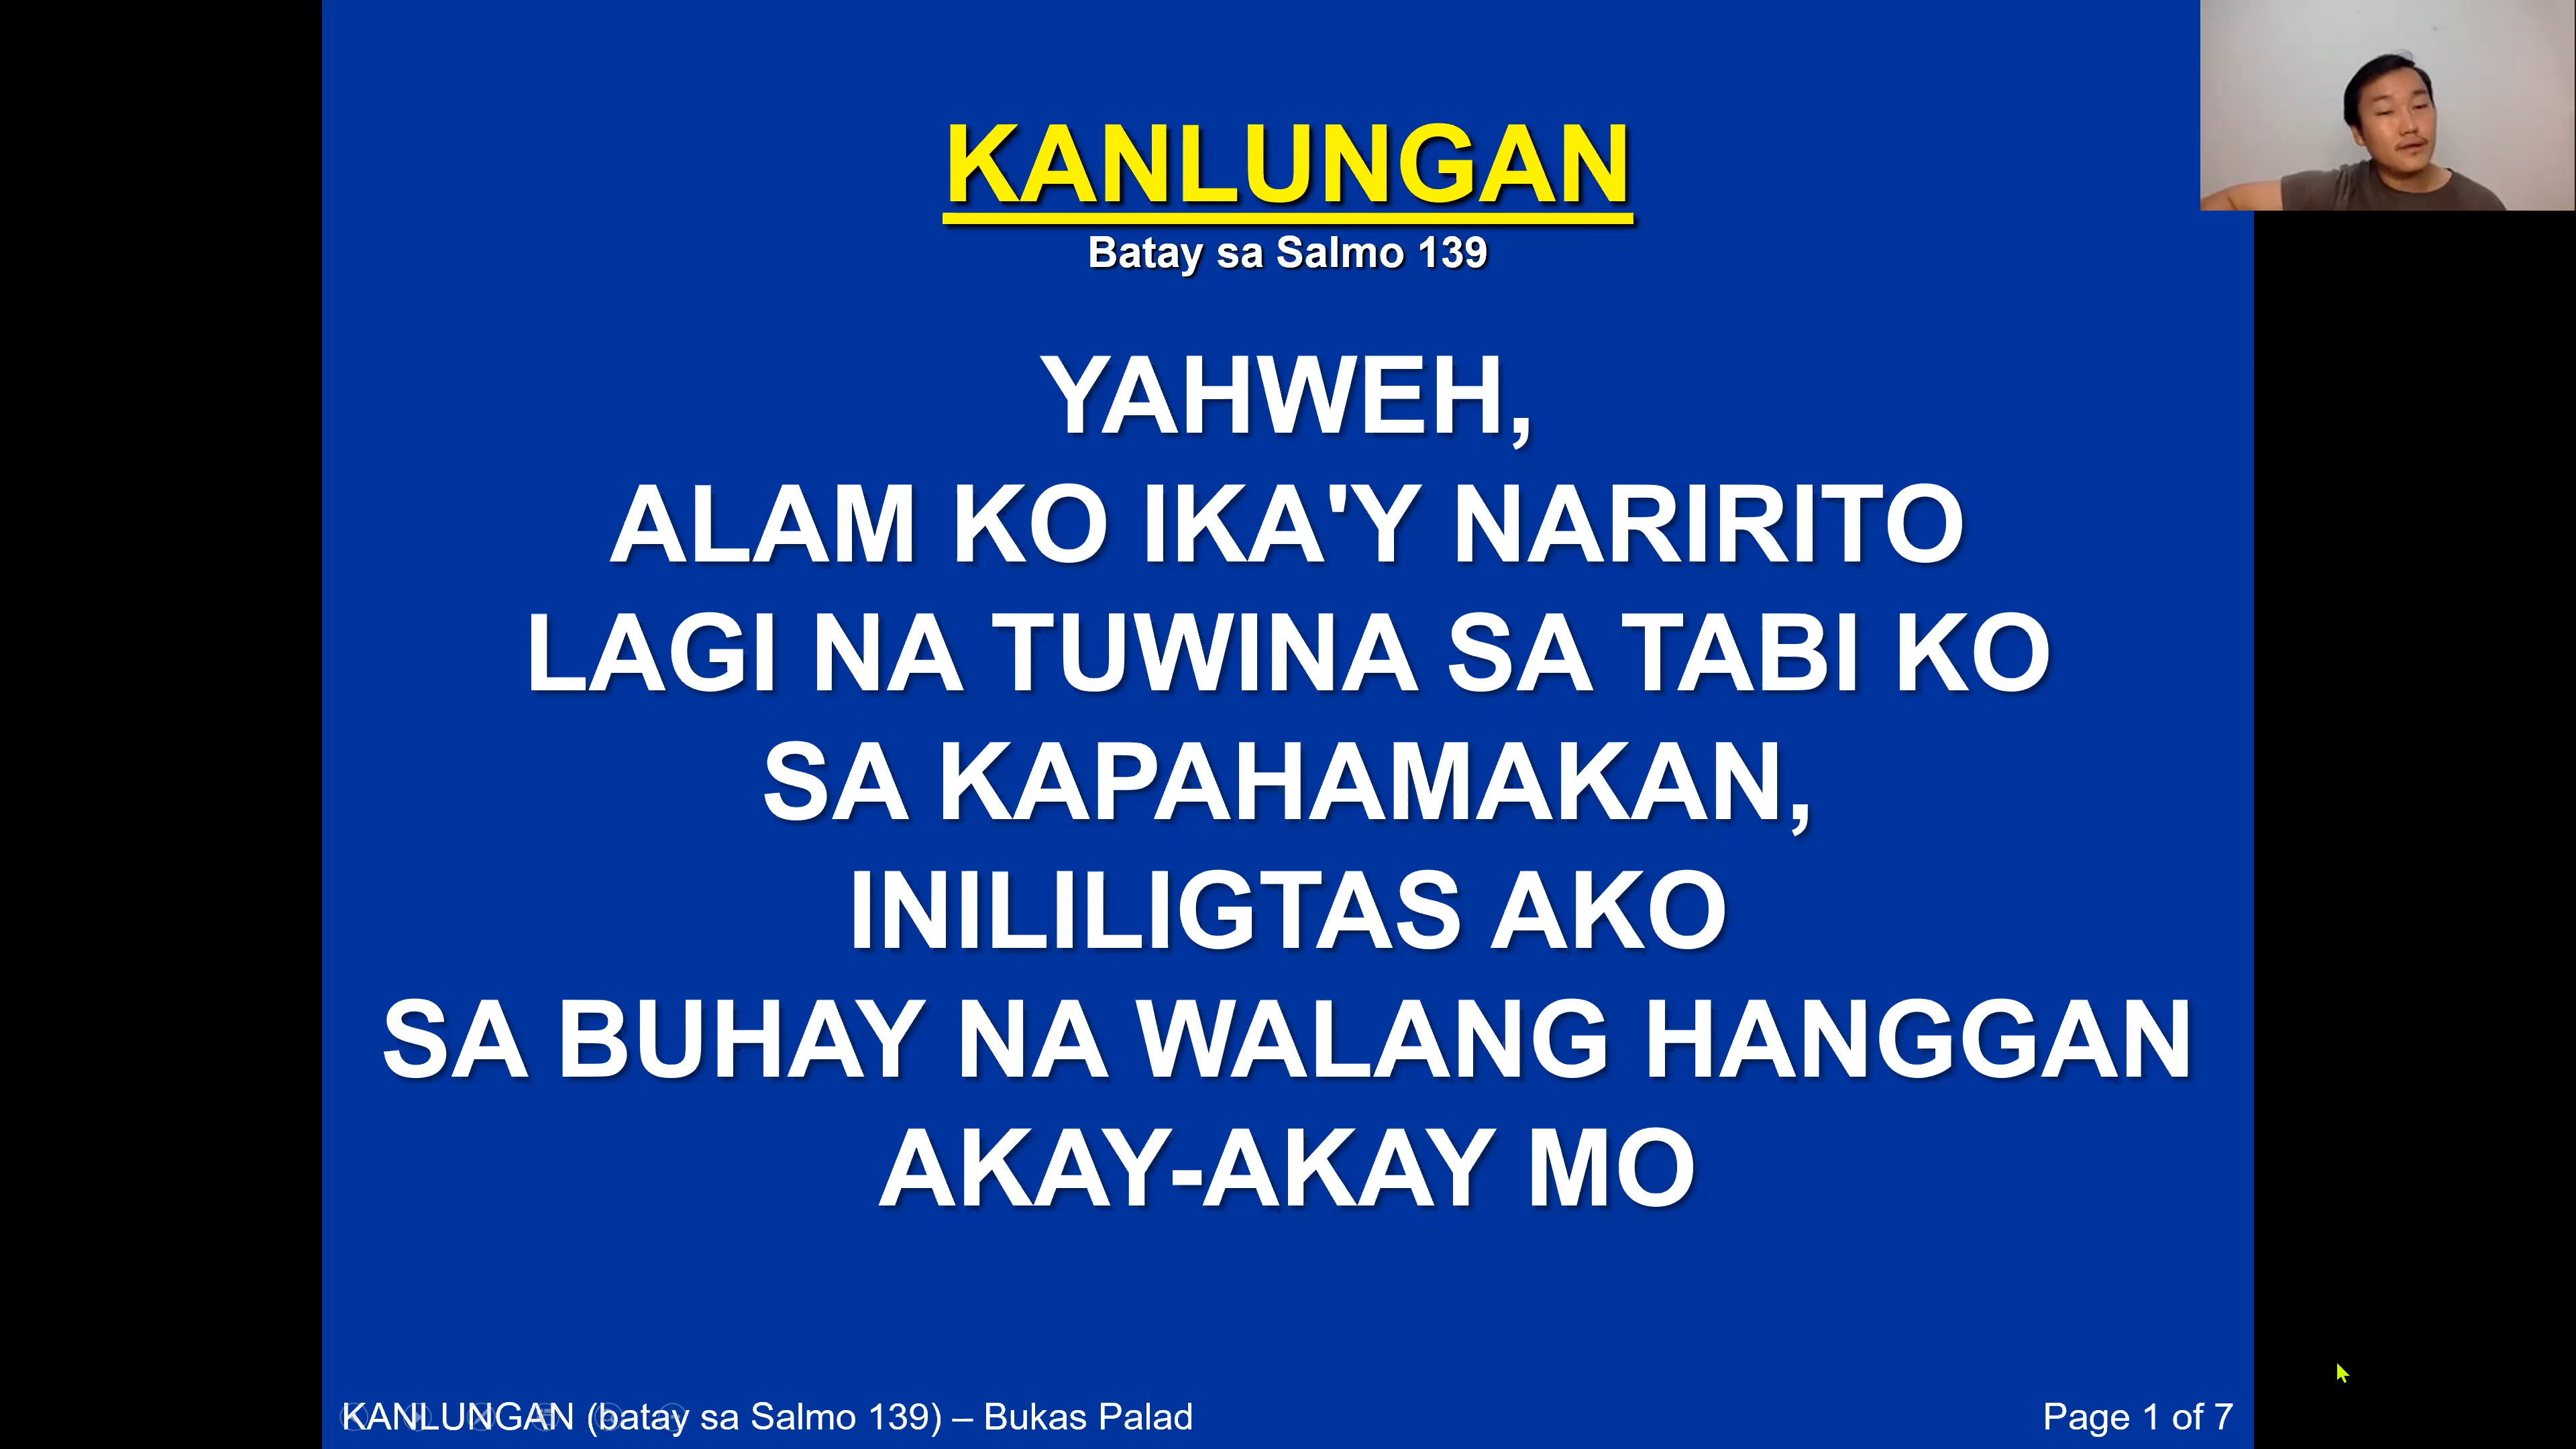 KANLUNGAN
Batay sa Salmo 139
YAHWEH,
ALAM KO IKA'Y NARIRITO
LAGI NA TUWINA SA TABI KO
SA KAPAHAMAKAN,
INILILIGTAS AKO
SA BUHAY NA WALANG HANGGAN
AKAY-AKAY MO
KANLUNGAN (batay sa Salmo 139) – Bukas Palad
Page 1 of 7